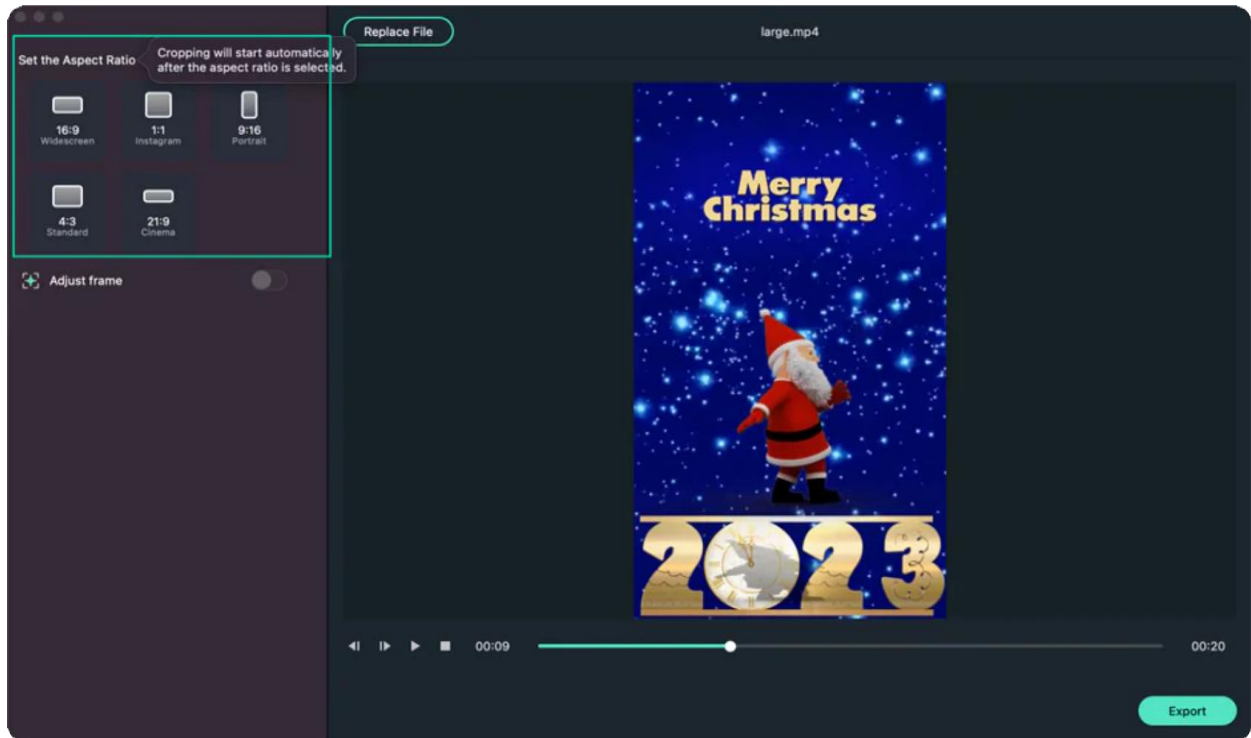 Replace File
large.mp4
Set the Aspect Ratio
Cropping will start automatically
after the aspect ratio is selected.
16:9
Widescreen
1:1
Instagram
9:16
Portrait
4:3
Standard
21:9
Cinema
Adjust frame
Merry
Christmas
2023
00:09
00:20
Export